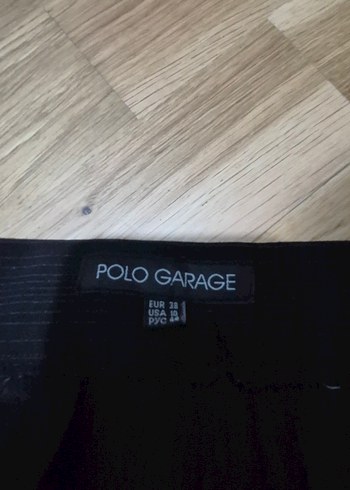 POLO GARAGE
EUR 38
USA 10
РУС 44